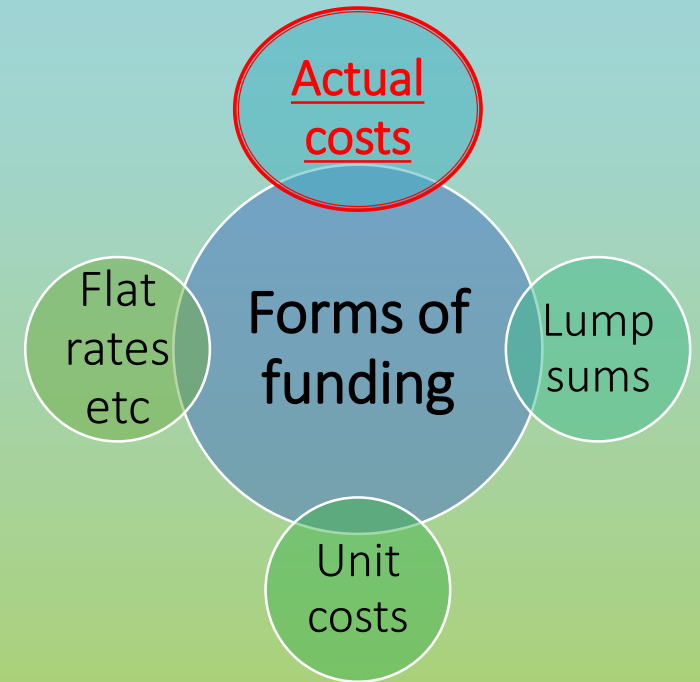 Actual
costs
Forms of
funding
Flat
rates
etc
Lump
sums
Unit
costs